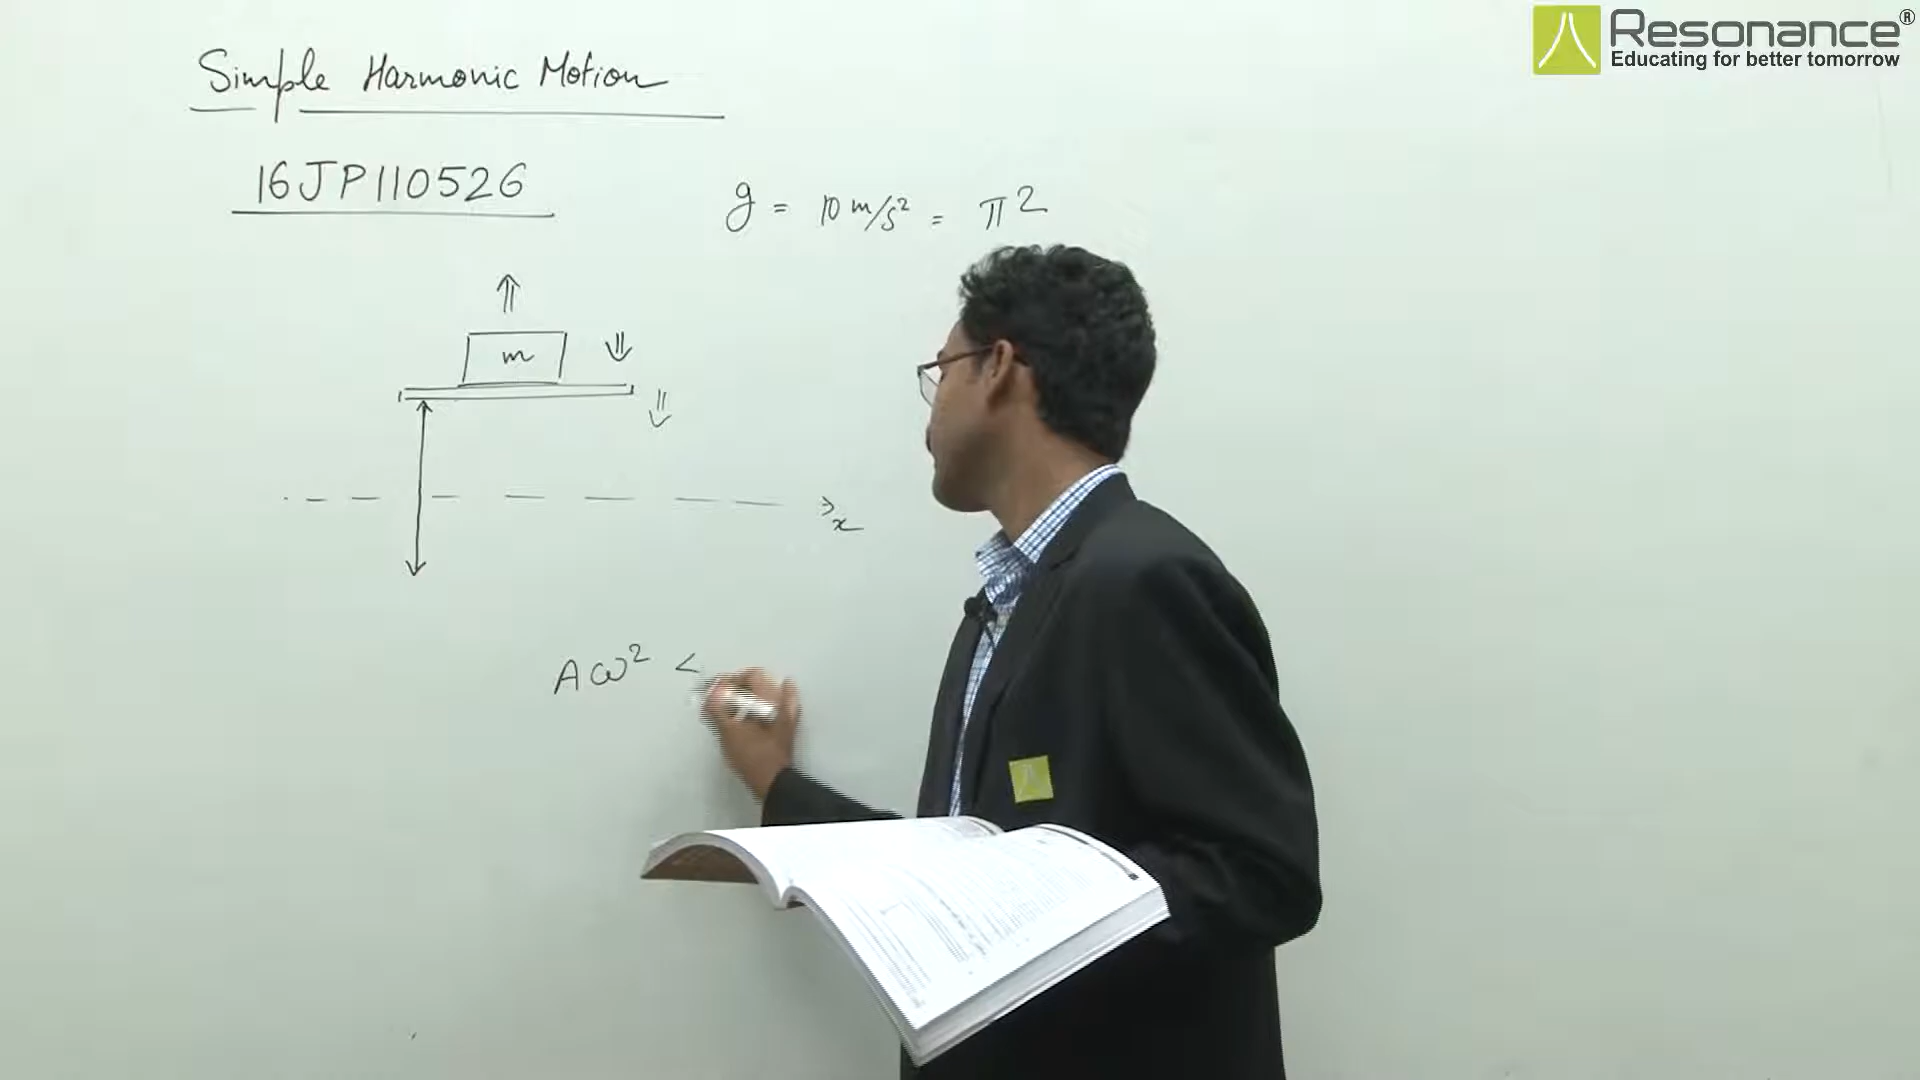 Resonance®
Educating for better tomorrow
Simple Harmonic Motion
16JP110526
g = 10 m/s² = π²
m
x
Aω² <